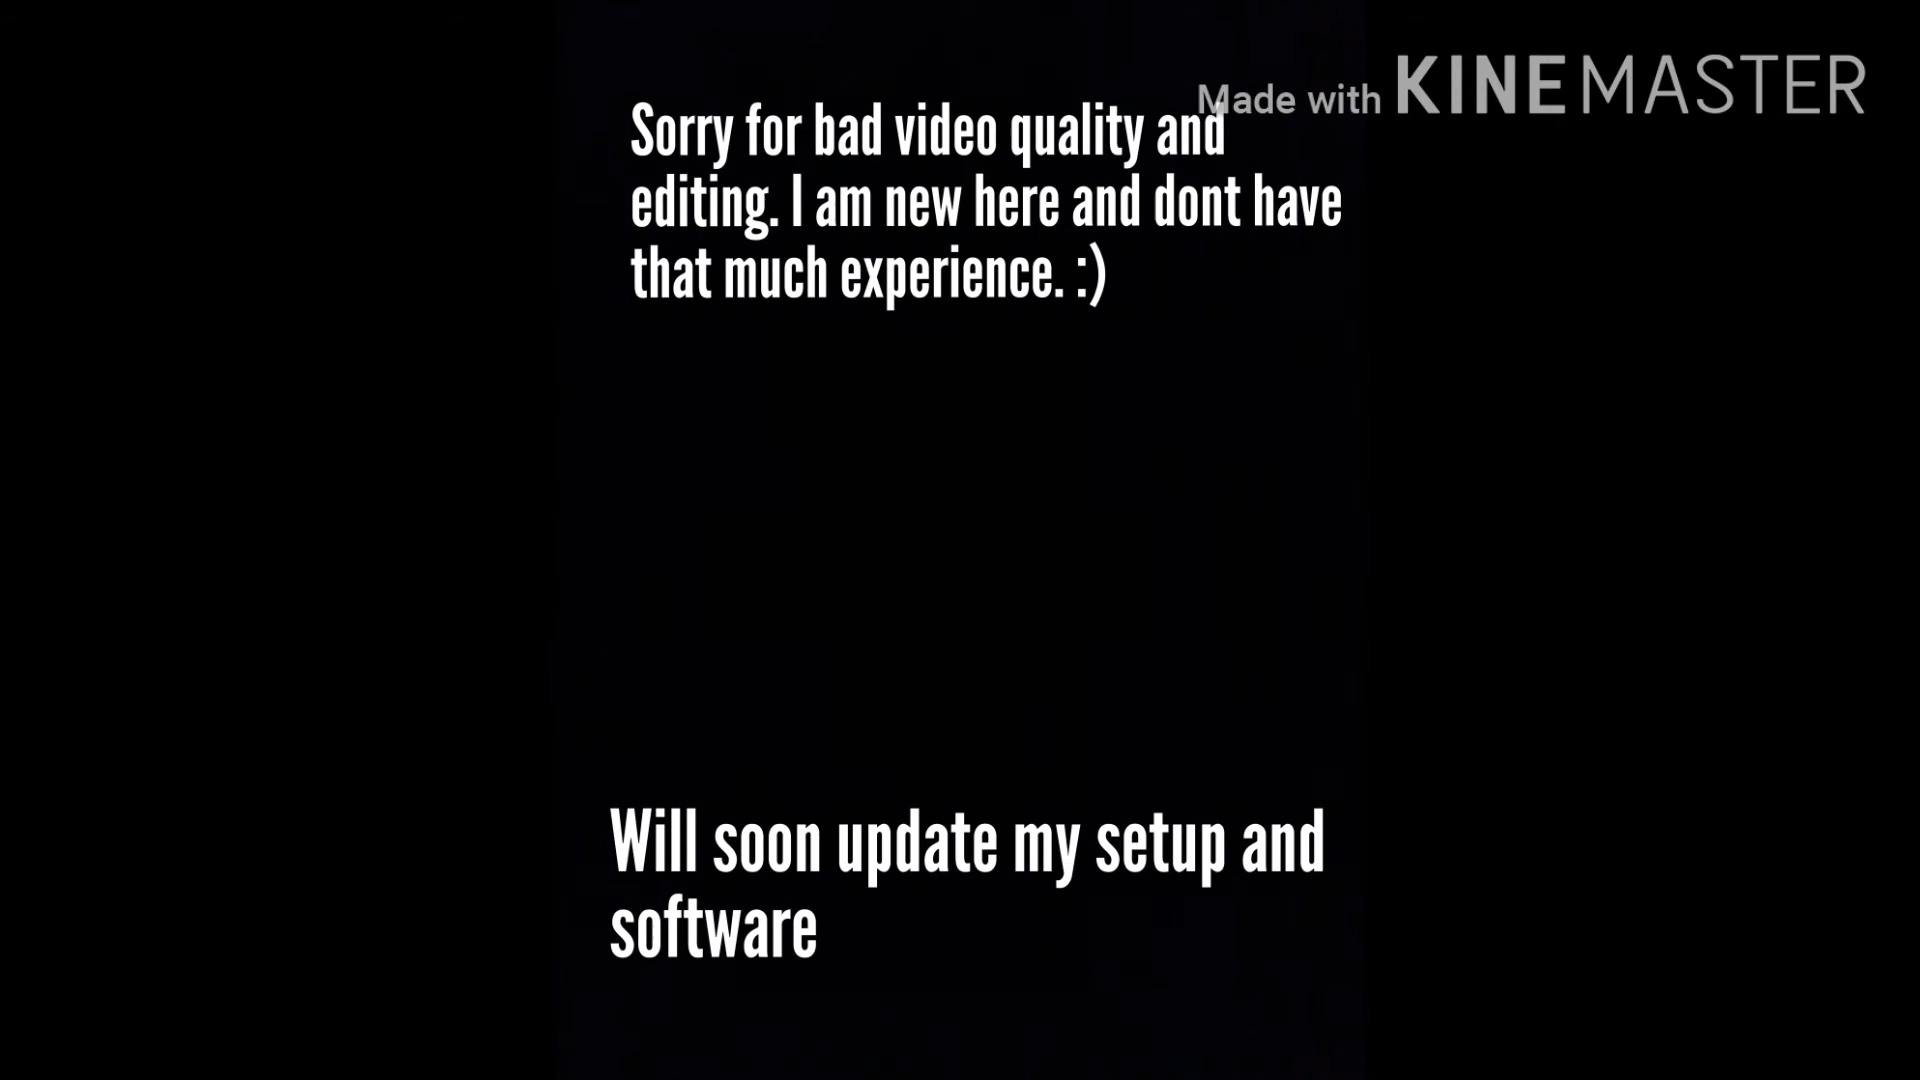 Made with KINEMASTER
Sorry for bad video quality and
editing. I am new here and dont have
that much experience. :)
Will soon update my setup and
software